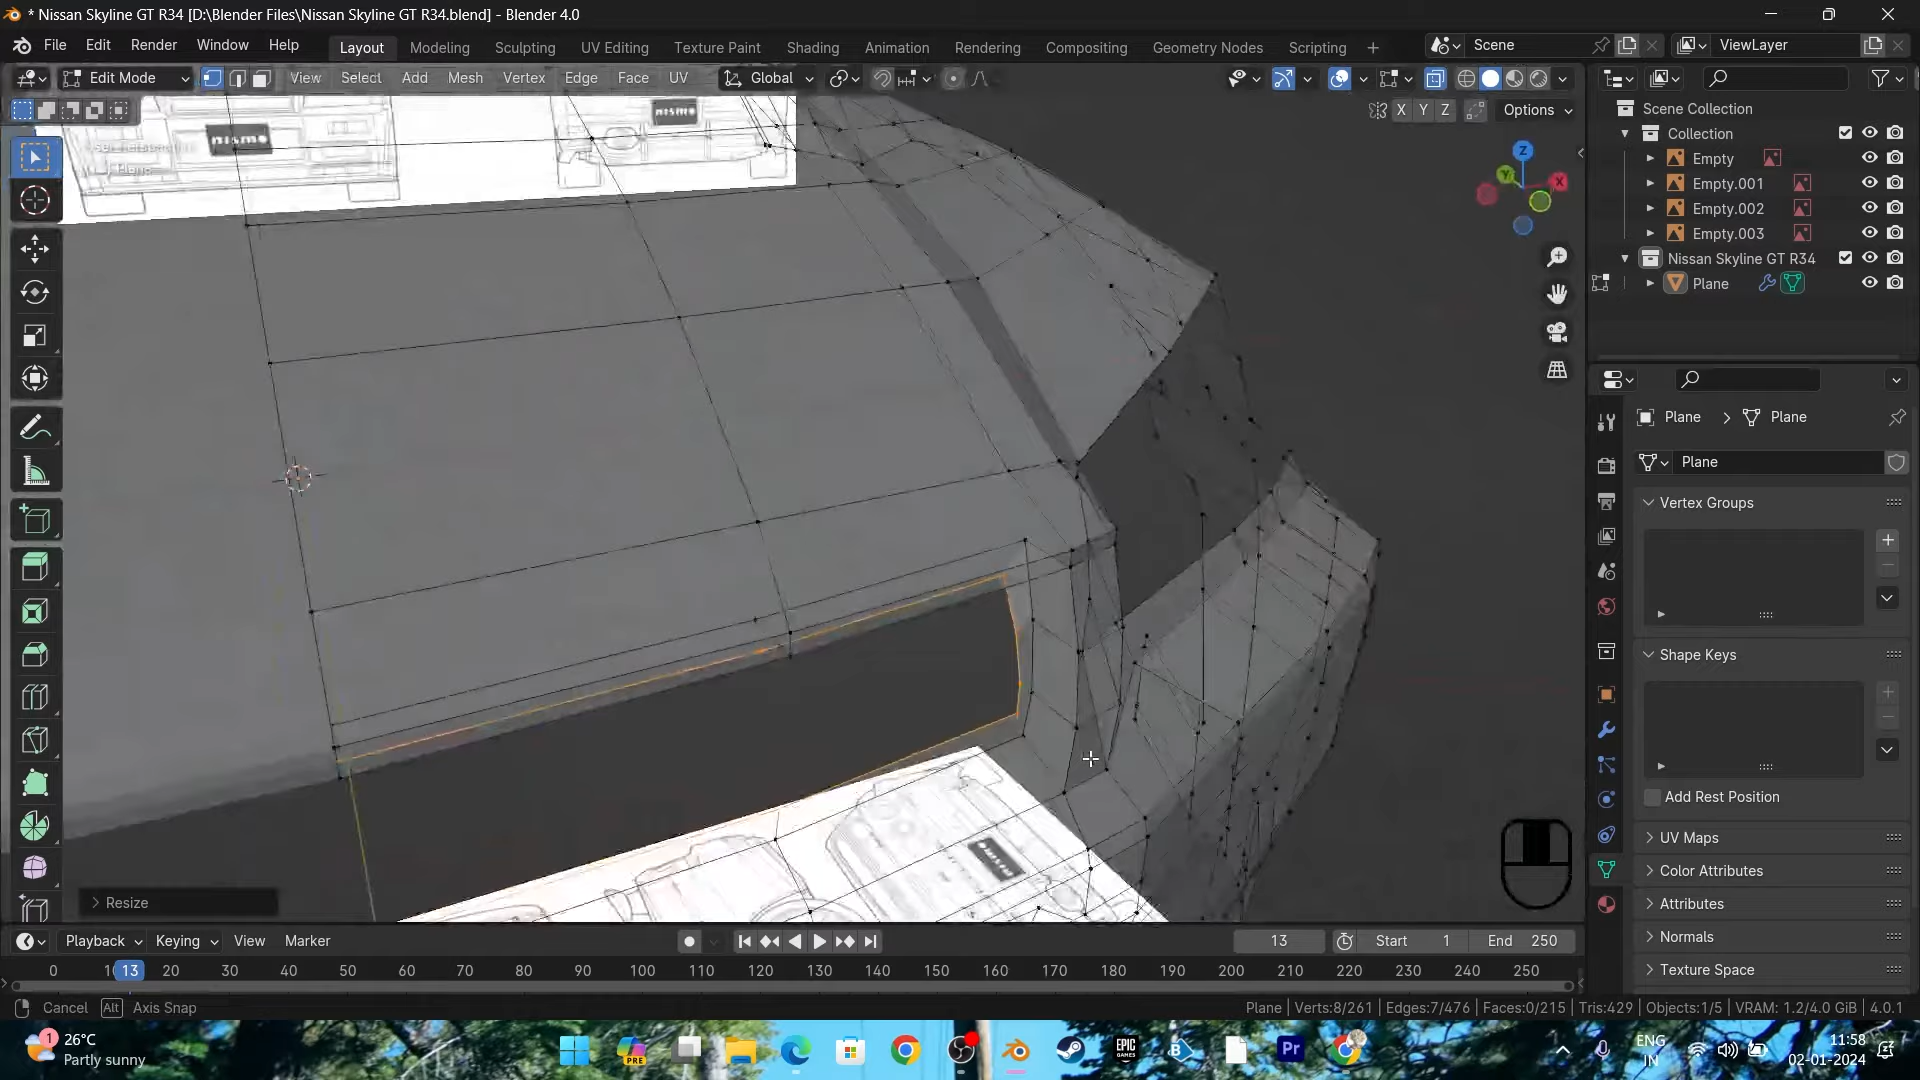 * Nissan Skyline GT R34 [D:\Blender Files\Nissan Skyline GT R34.blend] - Blender 4.0
File Edit Render Window Help Layout Modeling Sculpting UV Editing Texture Paint Shading Animation Rendering Compositing Geometry Nodes Scripting + Scene ViewLayer
Edit Mode View Select Add Mesh Vertex Edge Face UV Global
X Y Z Options
Scene Collection
Collection
Empty
Empty.001
Empty.002
Empty.003
Nissan Skyline GT R34
Plane
nismo
nismo
Z
Y
X
Plane > Plane
Plane
Vertex Groups
Shape Keys
Add Rest Position
UV Maps
Color Attributes
Attributes
Normals
Texture Space
nismo
> Resize
Playback Keying View Marker 13 Start 1 End 250
0 10 13 20 30 40 50 60 70 80 90 100 110 120 130 140 150 160 170 180 190 200 210 220 230 240 250
Cancel Alt Axis Snap Plane | Verts:8/261 | Edges:7/476 | Faces:0/215 | Tris:429 | Objects:1/5 | VRAM: 1.2/4.0 GiB | 4.0.1
1
26°C
Partly sunny
PRE
EPIC
GAMES
B
Pr
ENG
IN
11:58
02-01-2024